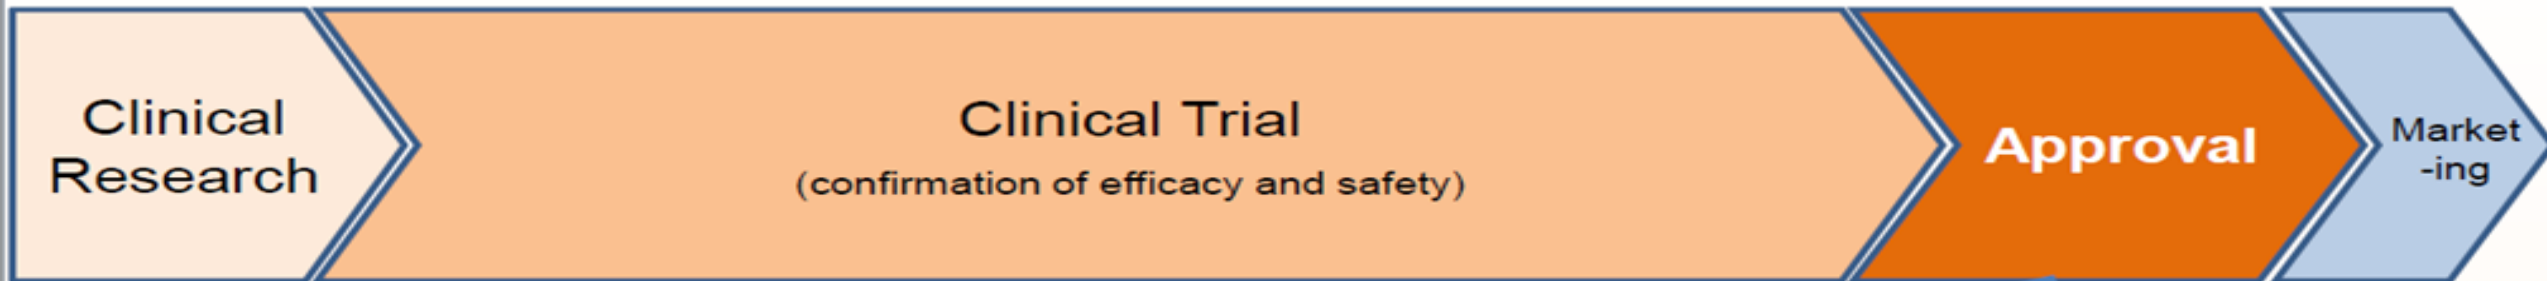 Clinical
Research
Clinical Trial
(confirmation of efficacy and safety)
Approval
Market
-ing